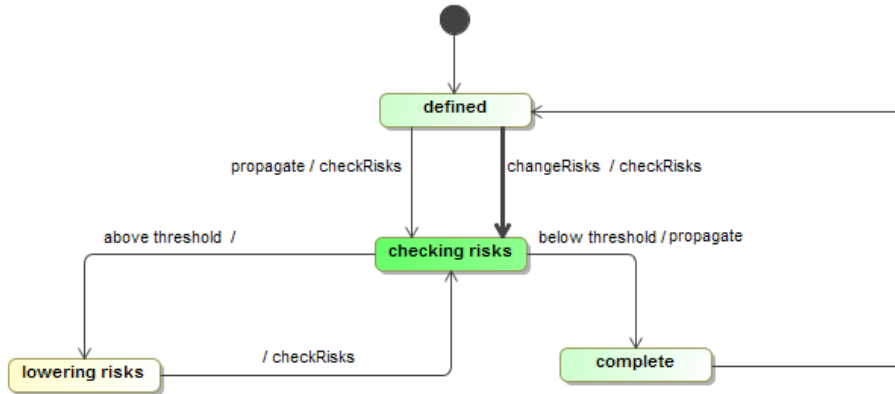 defined
propagate / checkRisks
changeRisks / checkRisks
above threshold /
below threshold / propagate
checking risks
/ checkRisks
lowering risks
complete